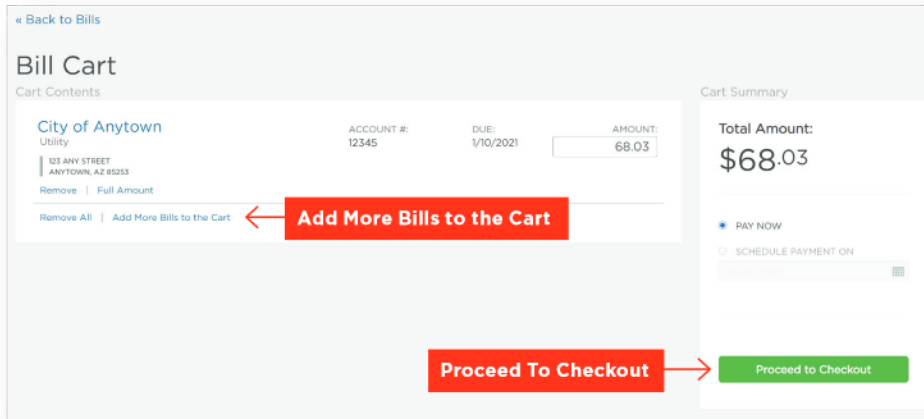 « Back to Bills
Bill Cart
Cart Contents
City of Anytown
Utility
123 ANY STREET
ANYTOWN, AZ 85253
ACCOUNT #:
12345
DUE:
1/10/2021
AMOUNT:
68.03
Remove | Full Amount
Remove All | Add More Bills to the Cart
Add More Bills to the Cart
Cart Summary
Total Amount:
$68.03
PAY NOW
SCHEDULE PAYMENT ON
Proceed To Checkout
Proceed to Checkout